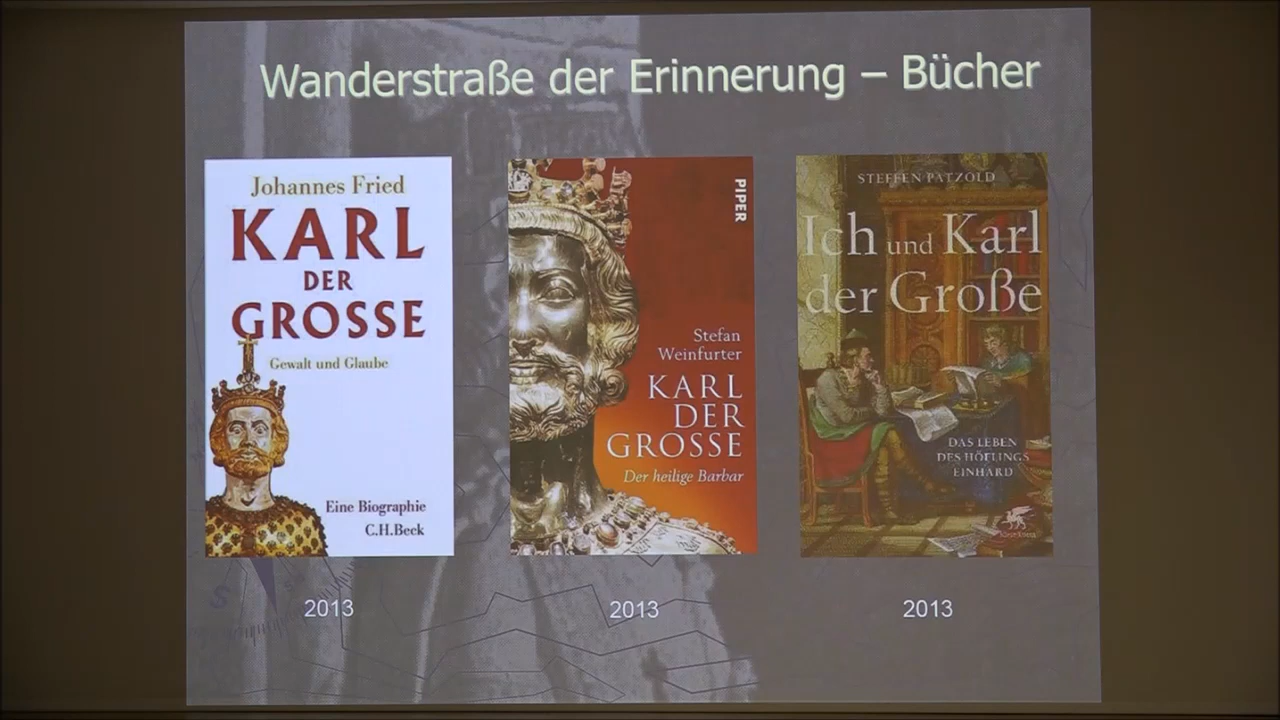 Wanderstraße der Erinnerung – Bücher
Johannes Fried
KARL
DER
GROSSE
Gewalt und Glaube
Eine Biographie
C.H.Beck
2013
PIPER
Stefan
Weinfurter
KARL
DER
GROSSE
Der heilige Barbar
2013
STEFFEN PATZOLD
Ich und Karl
der Große
DAS LEBEN
DES HÖFLINGS
EINHARD
2013
S